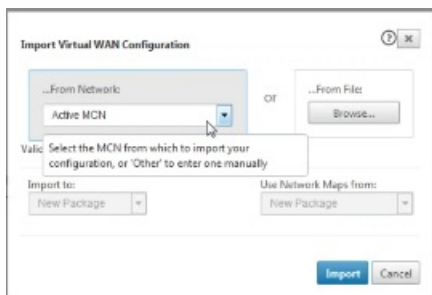 Import Virtual WAN Configuration
? ×
...From Network:
Active MCN
or
...From File:
Browse...
Valid
Select the MCN from which to import your
configuration, or 'Other' to enter one manually
Import to:
New Package
Use Network Maps from:
New Package
Import
Cancel